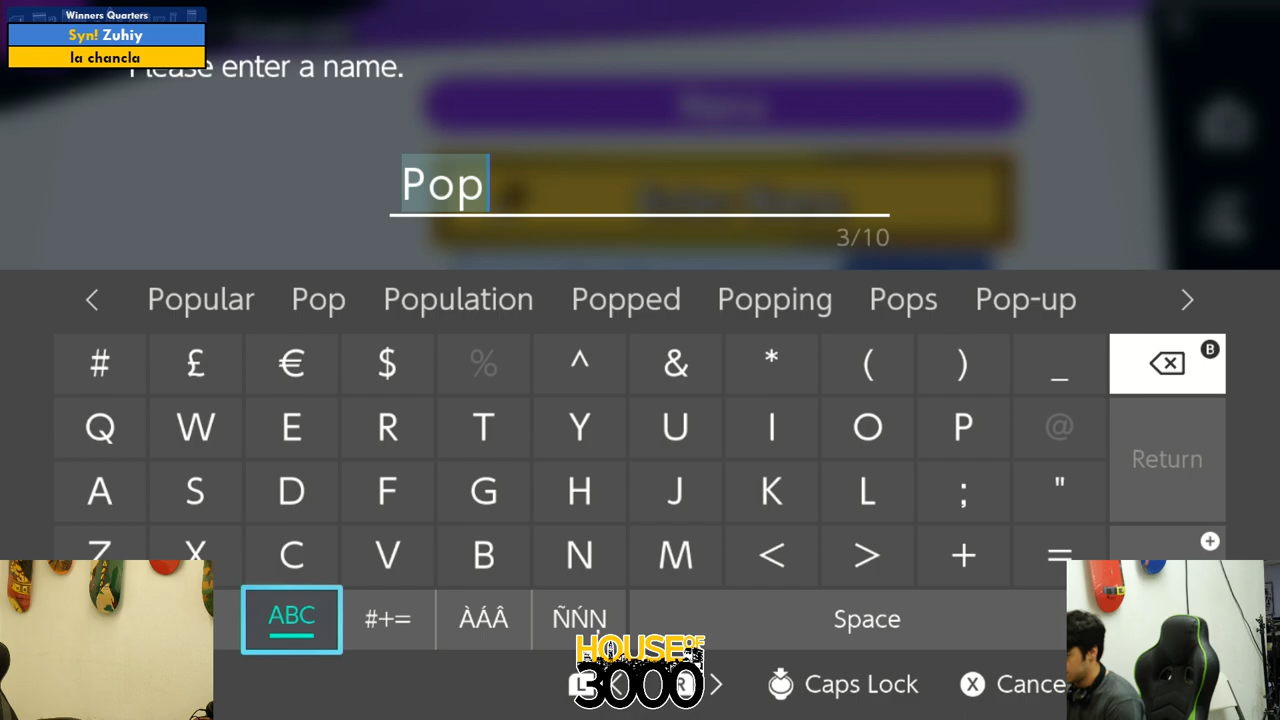 Winners Quarters
Syn! Zuhiy
la chancla
Please enter a name.
Pop
3/10
Popular Pop Population Popped Popping Pops Pop-up
# £ € $ % ^ & * ( ) _ B
Q W E R T Y U I O P @
Return
A S D F G H J K L ; "
Z X C V B N M < > + =
ABC #+= ÀÁÂ ÑŃŅ Space
L R Caps Lock X Cance
HOUSE OF
3000